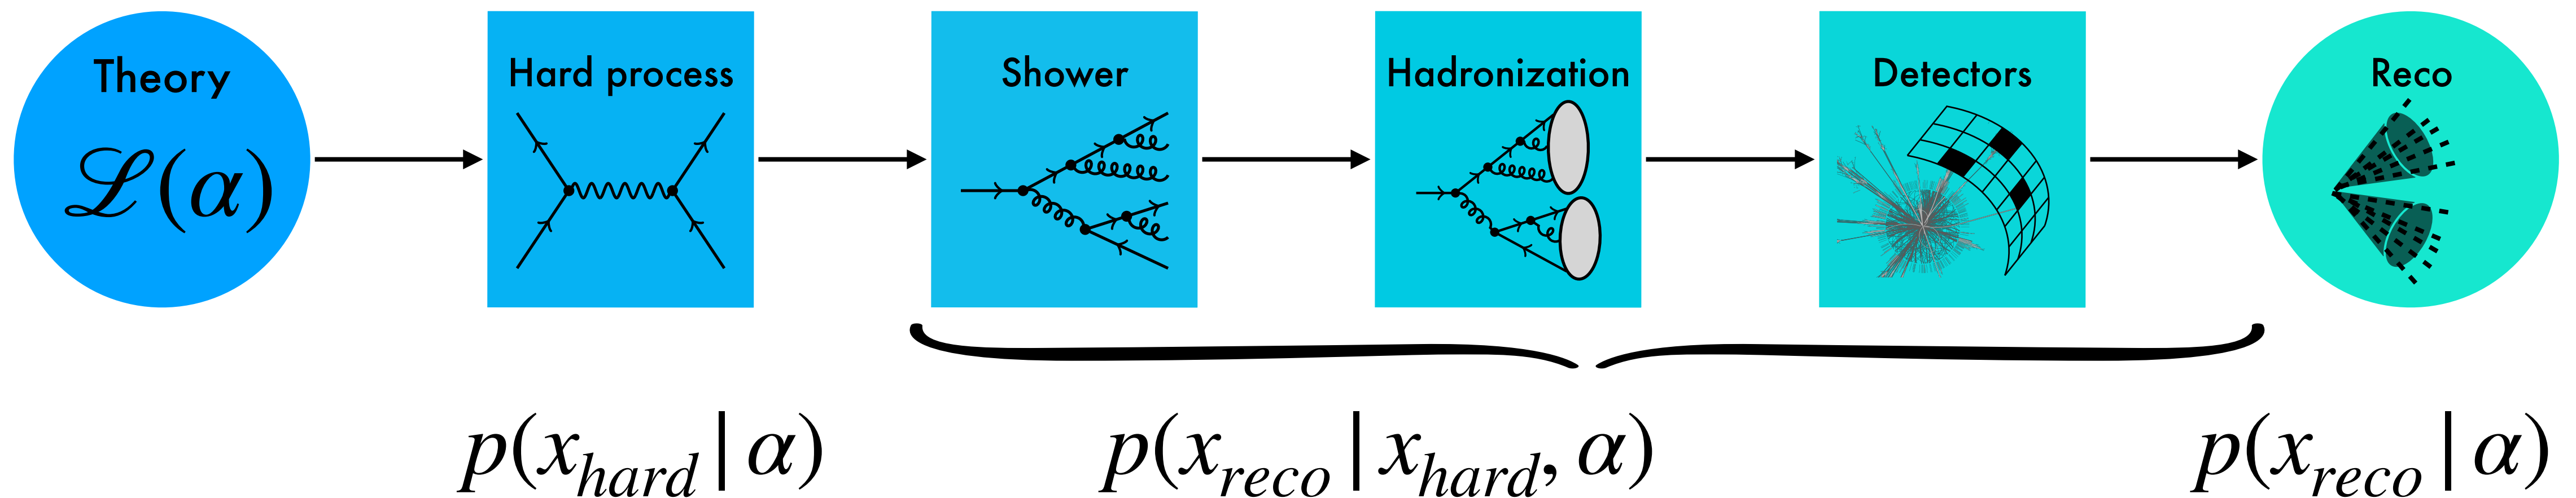 Theory
ℒ(α)
Hard process
Shower
Hadronization
Detectors
Reco
p(x_hard | α)
p(x_reco | x_hard, α)
p(x_reco | α)